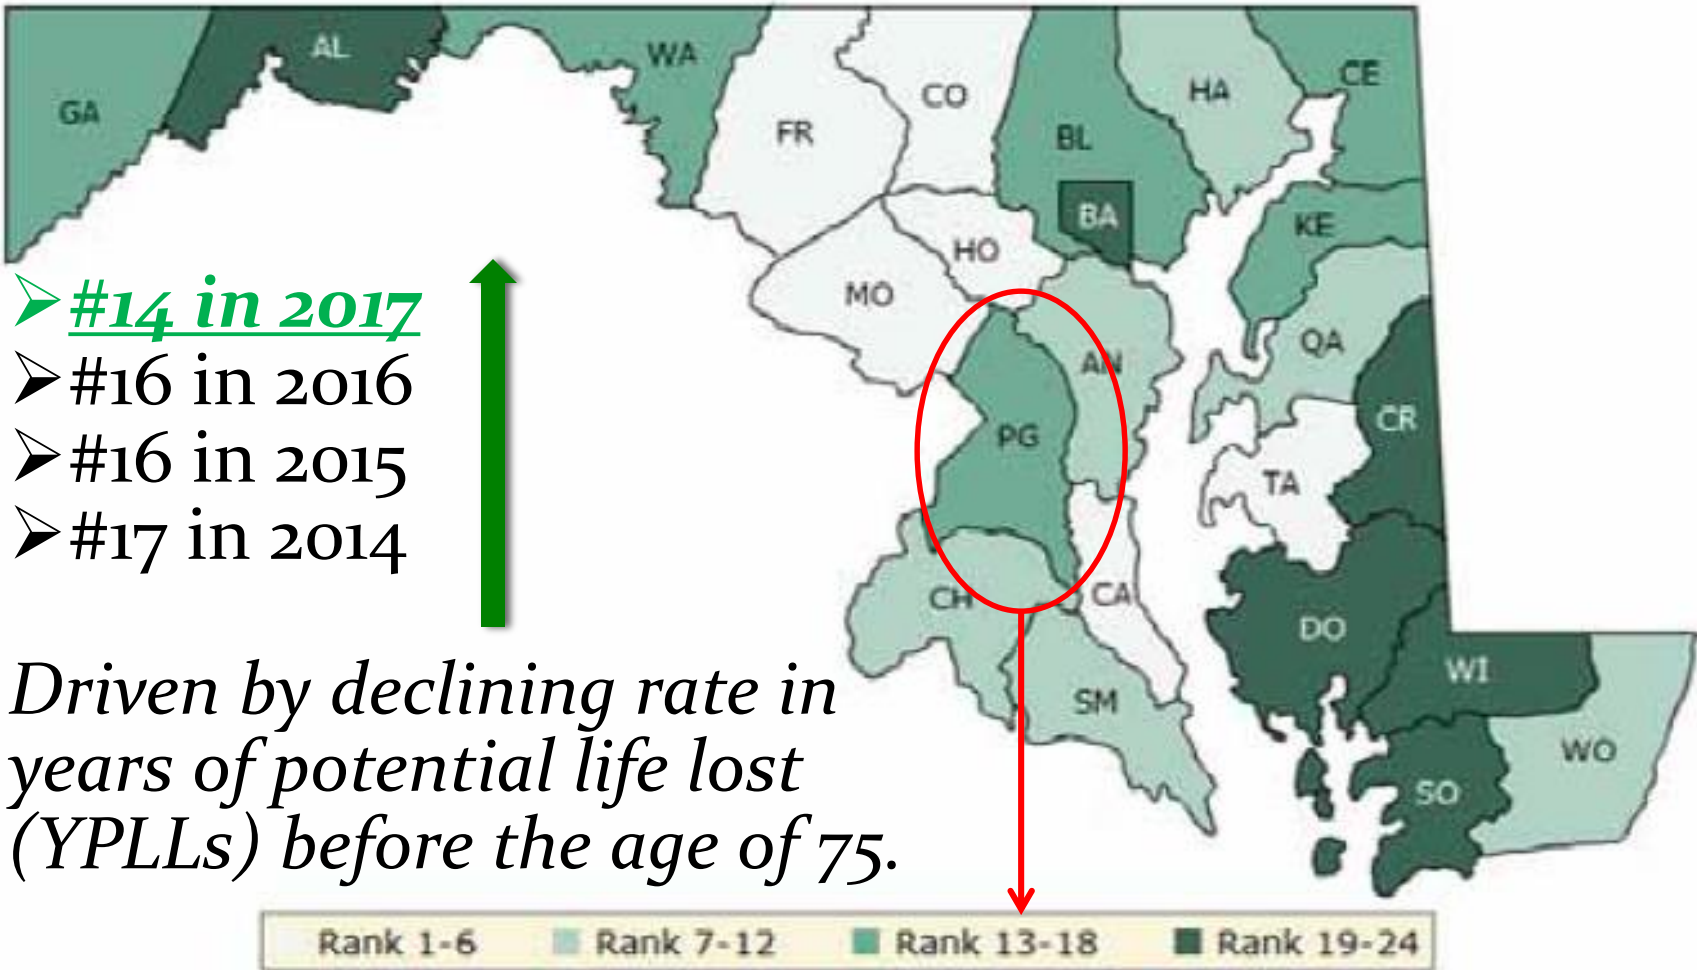 GA
AL
WA
FR
CO
BL
HA
CE
BA
HO
MO
KE
QA
AN
PG
CR
TA
CH
CA
SM
DO
WI
WO
SO
➢#14 in 2017
➢#16 in 2016
➢#16 in 2015
➢#17 in 2014
Driven by declining rate in
years of potential life lost
(YPLLs) before the age of 75.
Rank 1-6 Rank 7-12 Rank 13-18 Rank 19-24